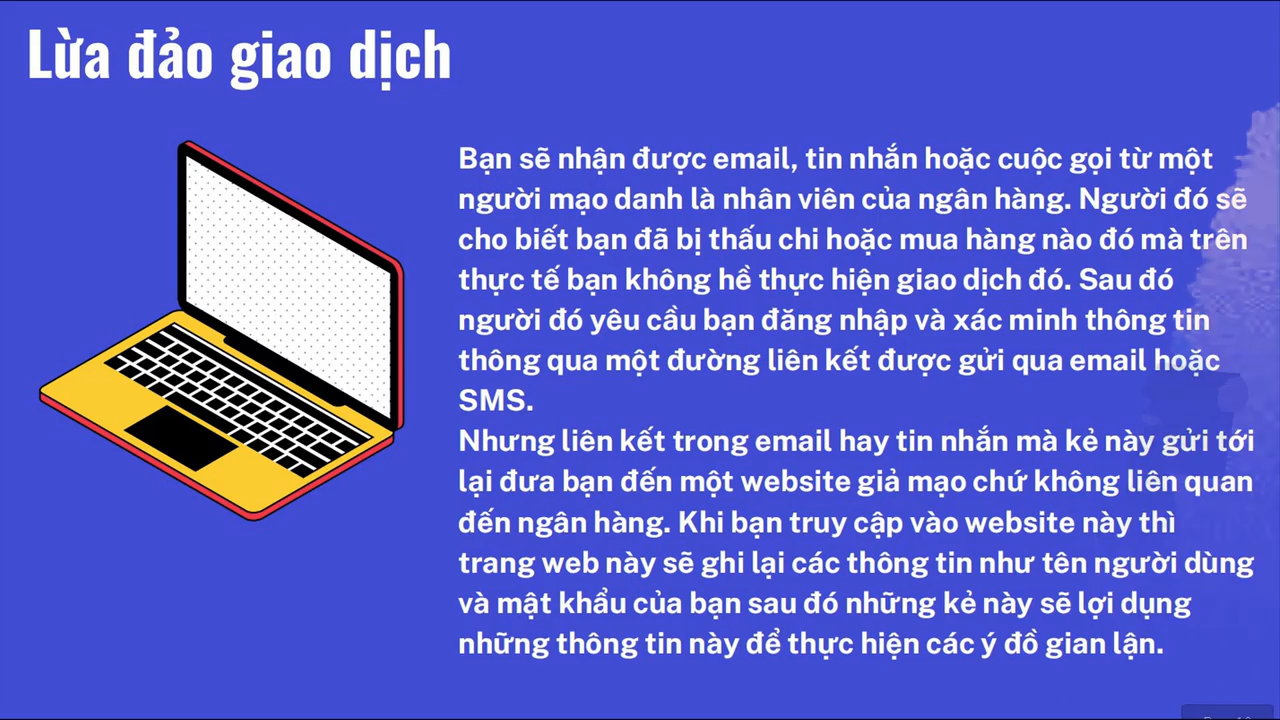 Lừa đảo giao dịch
Bạn sẽ nhận được email, tin nhắn hoặc cuộc gọi từ một
người mạo danh là nhân viên của ngân hàng. Người đó sẽ
cho biết bạn đã bị thấu chi hoặc mua hàng nào đó mà trên
thực tế bạn không hề thực hiện giao dịch đó. Sau đó
người đó yêu cầu bạn đăng nhập và xác minh thông tin
thông qua một đường liên kết được gửi qua email hoặc
SMS.
Nhưng liên kết trong email hay tin nhắn mà kẻ này gửi tới
lại đưa bạn đến một website giả mạo chứ không liên quan
đến ngân hàng. Khi bạn truy cập vào website này thì
trang web này sẽ ghi lại các thông tin như tên người dùng
và mật khẩu của bạn sau đó những kẻ này sẽ lợi dụng
những thông tin này để thực hiện các ý đồ gian lận.